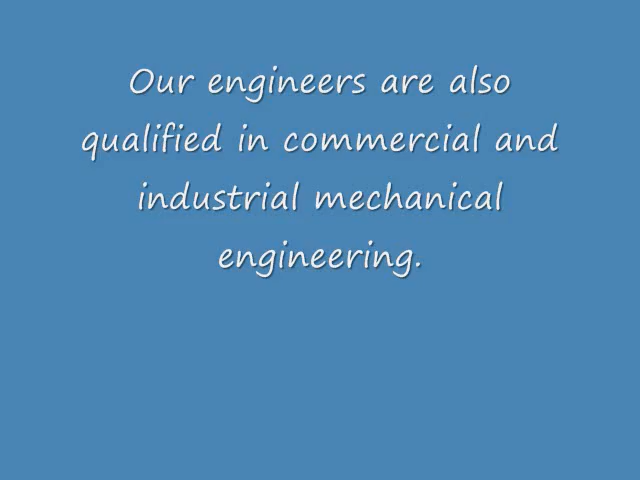 Our engineers are also
qualified in commercial and
industrial mechanical
engineering.